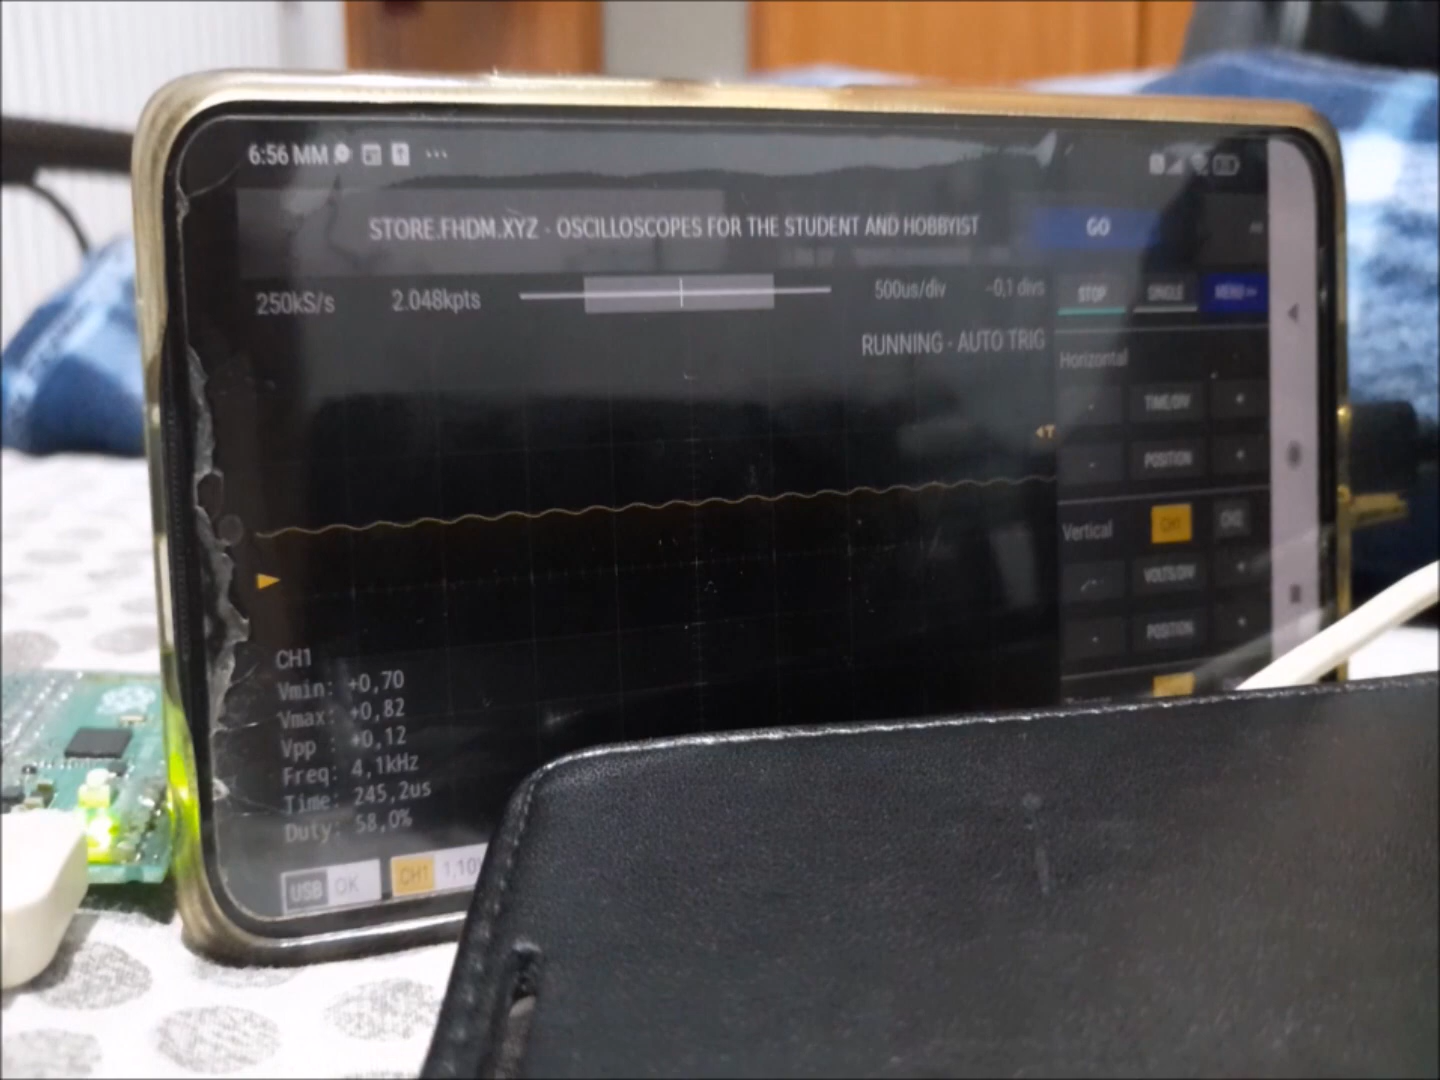 6:56 MM
STORE.FHDM.XYZ - OSCILLOSCOPES FOR THE STUDENT AND HOBBYIST
GO
250kS/s 2.048kpts 500us/div -0,1 divs
STOP SINGLE MENU
RUNNING - AUTO TRIG
Horizontal
- TIME/DIV +
T
- POSITION +
Vertical CH1 CH2
- VOLTS/DIV +
- POSITION +
CH1
Vmin: +0,70
Vmax: +0,82
Vpp : +0,12
Freq: 4,1kHz
Time: 245,2us
Duty: 58,0%
USB OK CH1 1,10